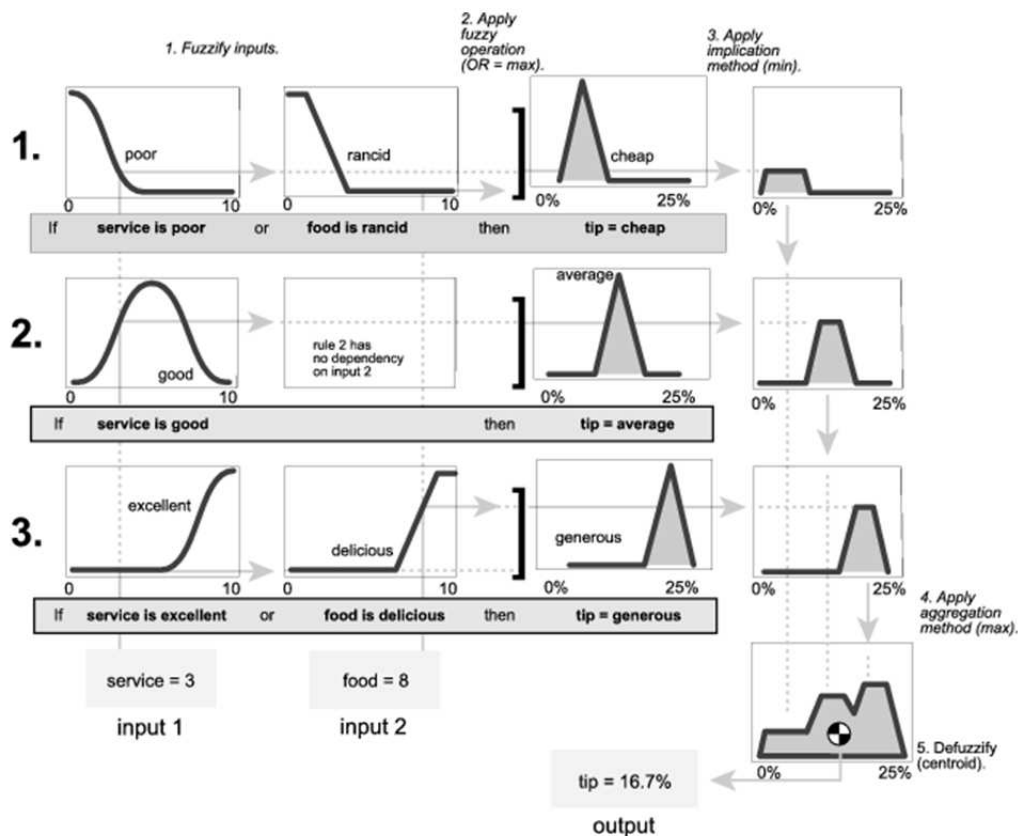 1. Fuzzify inputs.
2. Apply
fuzzy
operation
(OR = max).
3. Apply
implication
method (min).
1.
poor
0 10
rancid
0 10
cheap
0% 25%
0% 25%
If service is poor or food is rancid then tip = cheap
2.
good
0 10
rule 2 has
no dependency
on input 2
average
0% 25%
0% 25%
If service is good then tip = average
3.
excellent
0 10
delicious
0 10
generous
0% 25%
0% 25%
If service is excellent or food is delicious then tip = generous
4. Apply
aggregation
method (max).
service = 3
input 1
food = 8
input 2
0% 25%
5. Defuzzify
(centroid).
tip = 16.7%
output